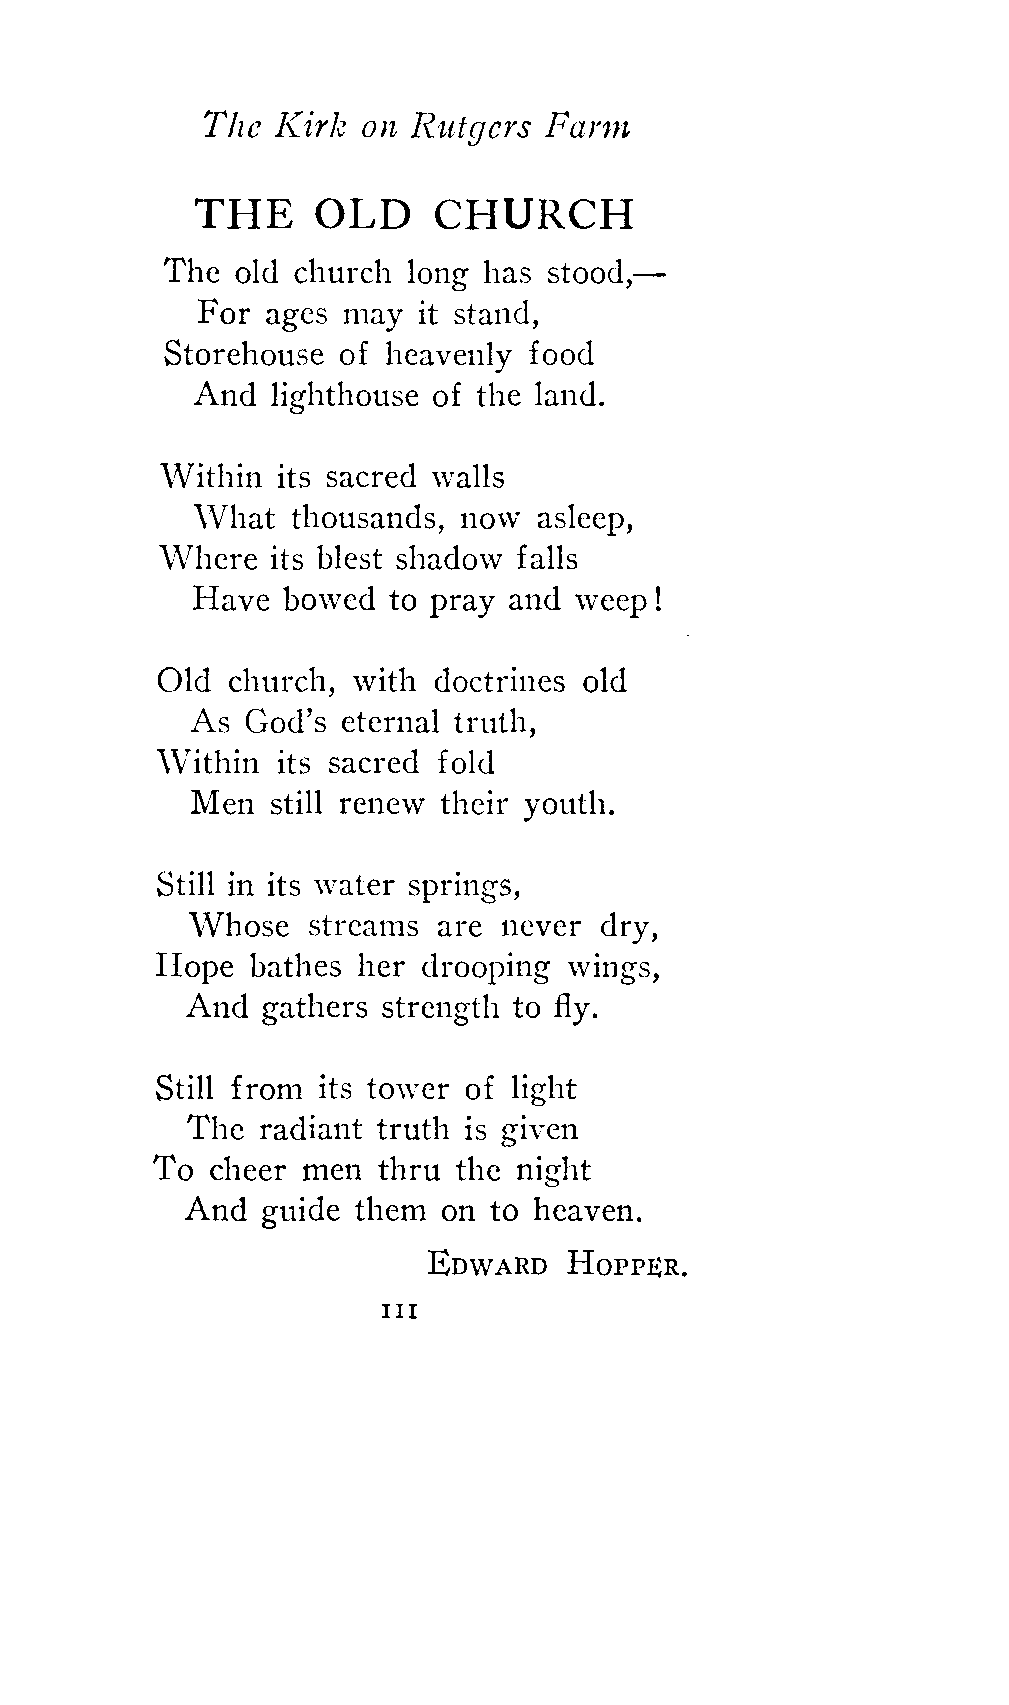 The Kirk on Rutgers Farm
THE OLD CHURCH
The old church long has stood,—
For ages may it stand,
Storehouse of heavenly food
And lighthouse of the land.
Within its sacred walls
What thousands, now asleep,
Where its blest shadow falls
Have bowed to pray and weep!
Old church, with doctrines old
As God's eternal truth,
Within its sacred fold
Men still renew their youth.
Still in its water springs,
Whose streams are never dry,
Hope bathes her drooping wings,
And gathers strength to fly.
Still from its tower of light
The radiant truth is given
To cheer men thru the night
And guide them on to heaven.
EDWARD HOPPER.
111